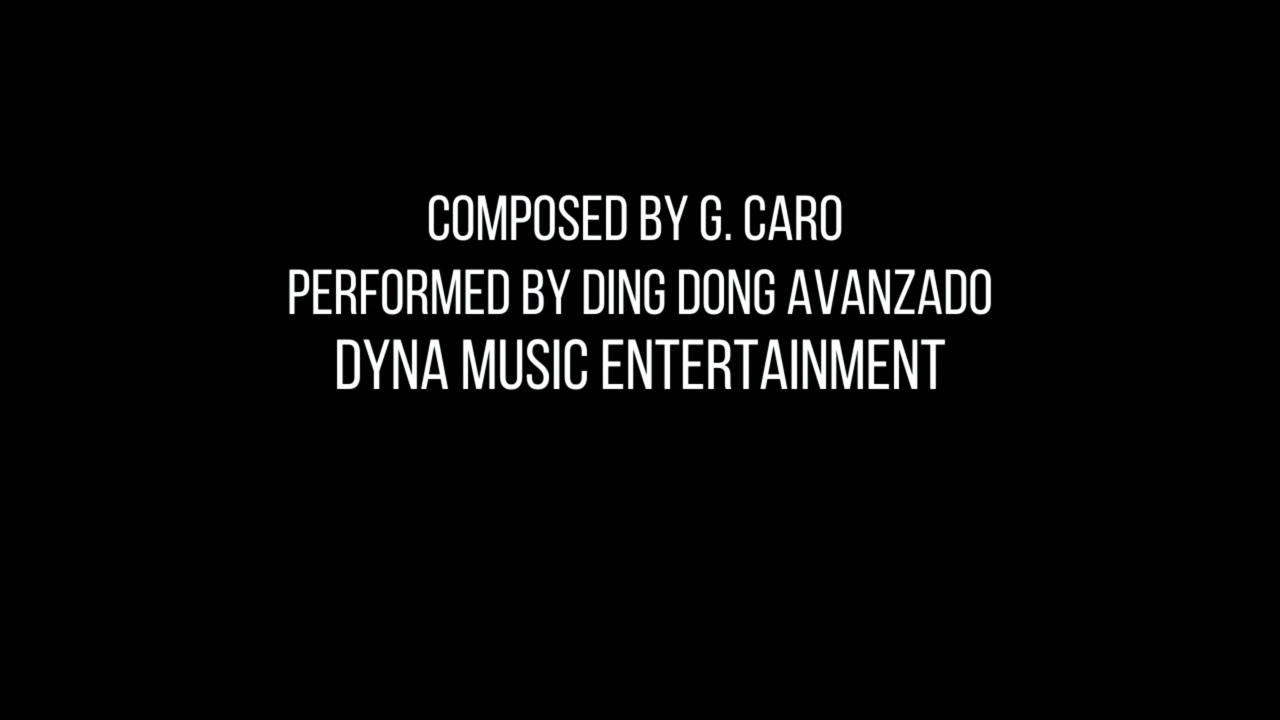 COMPOSED BY G. CARO
PERFORMED BY DING DONG AVANZADO
DYNA MUSIC ENTERTAINMENT